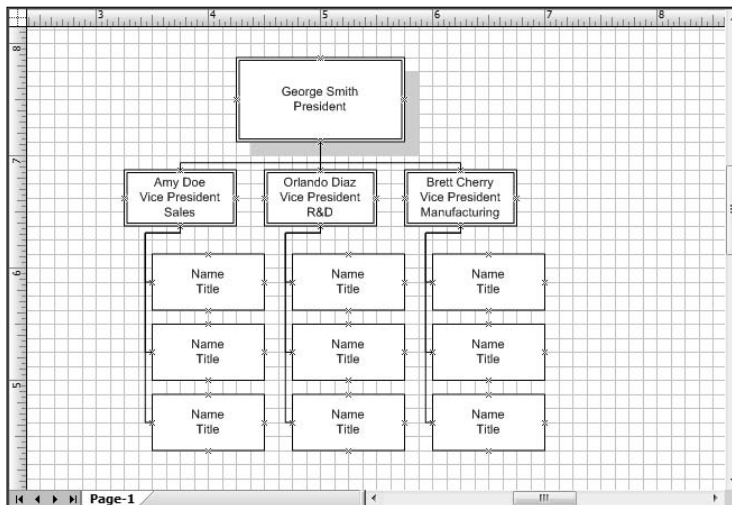 3 4 5 6 7 8
8
George Smith
President
7
Amy Doe
Vice President
Sales
Orlando Diaz
Vice President
R&D
Brett Cherry
Vice President
Manufacturing
6
Name
Title
Name
Title
Name
Title
Name
Title
Name
Title
Name
Title
5
Name
Title
Name
Title
Name
Title
Page-1